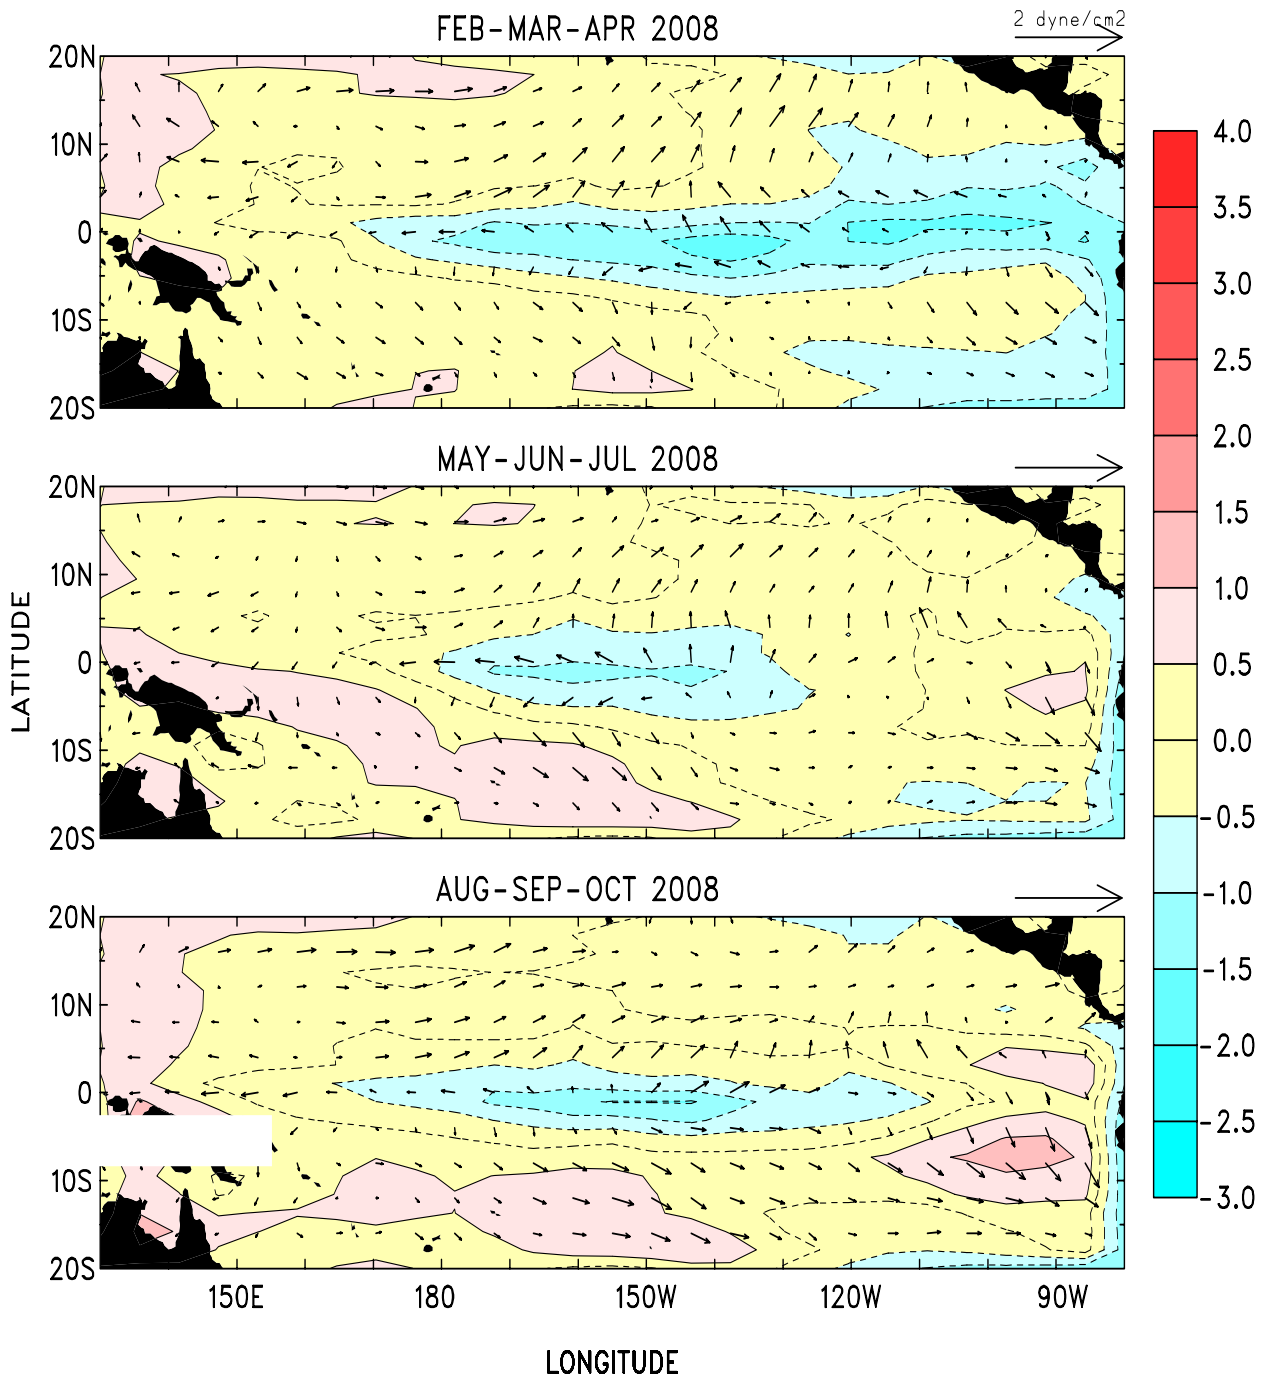 FEB-MAR-APR 2008
2 dyne/cm2
20N
10N
0
10S
20S
MAY-JUN-JUL 2008
20N
10N
0
10S
20S
LATITUDE
AUG-SEP-OCT 2008
20N
10N
0
10S
20S
150E 180 150W 120W 90W
LONGITUDE
4.0
3.5
3.0
2.5
2.0
1.5
1.0
0.5
0.0
-0.5
-1.0
-1.5
-2.0
-2.5
-3.0